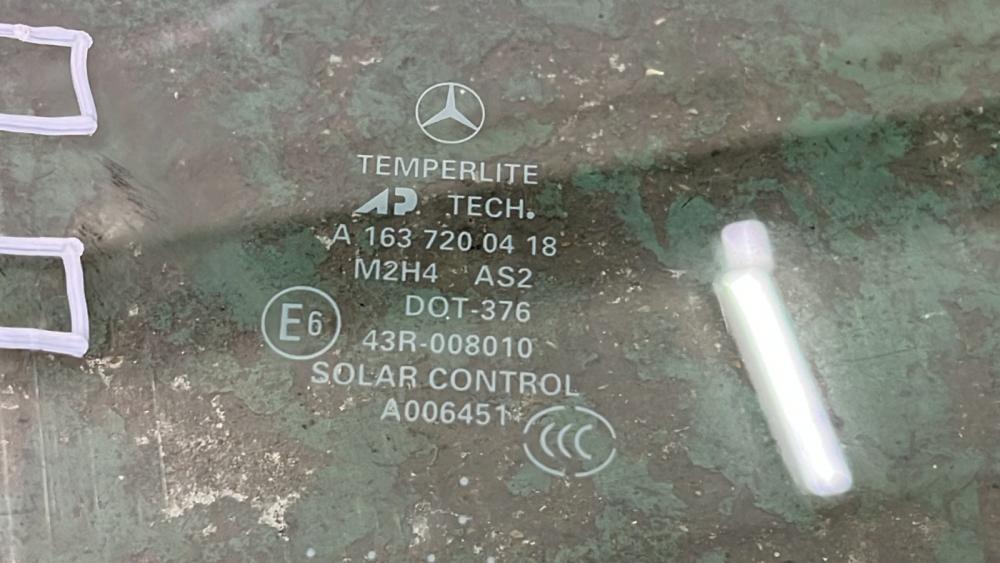 TEMPERLITE
AP TECH.
A 163 720 04 18
M2H4 AS2
DOT-376
E6
43R-008010
SOLAR CONTROL
A006451
CCC